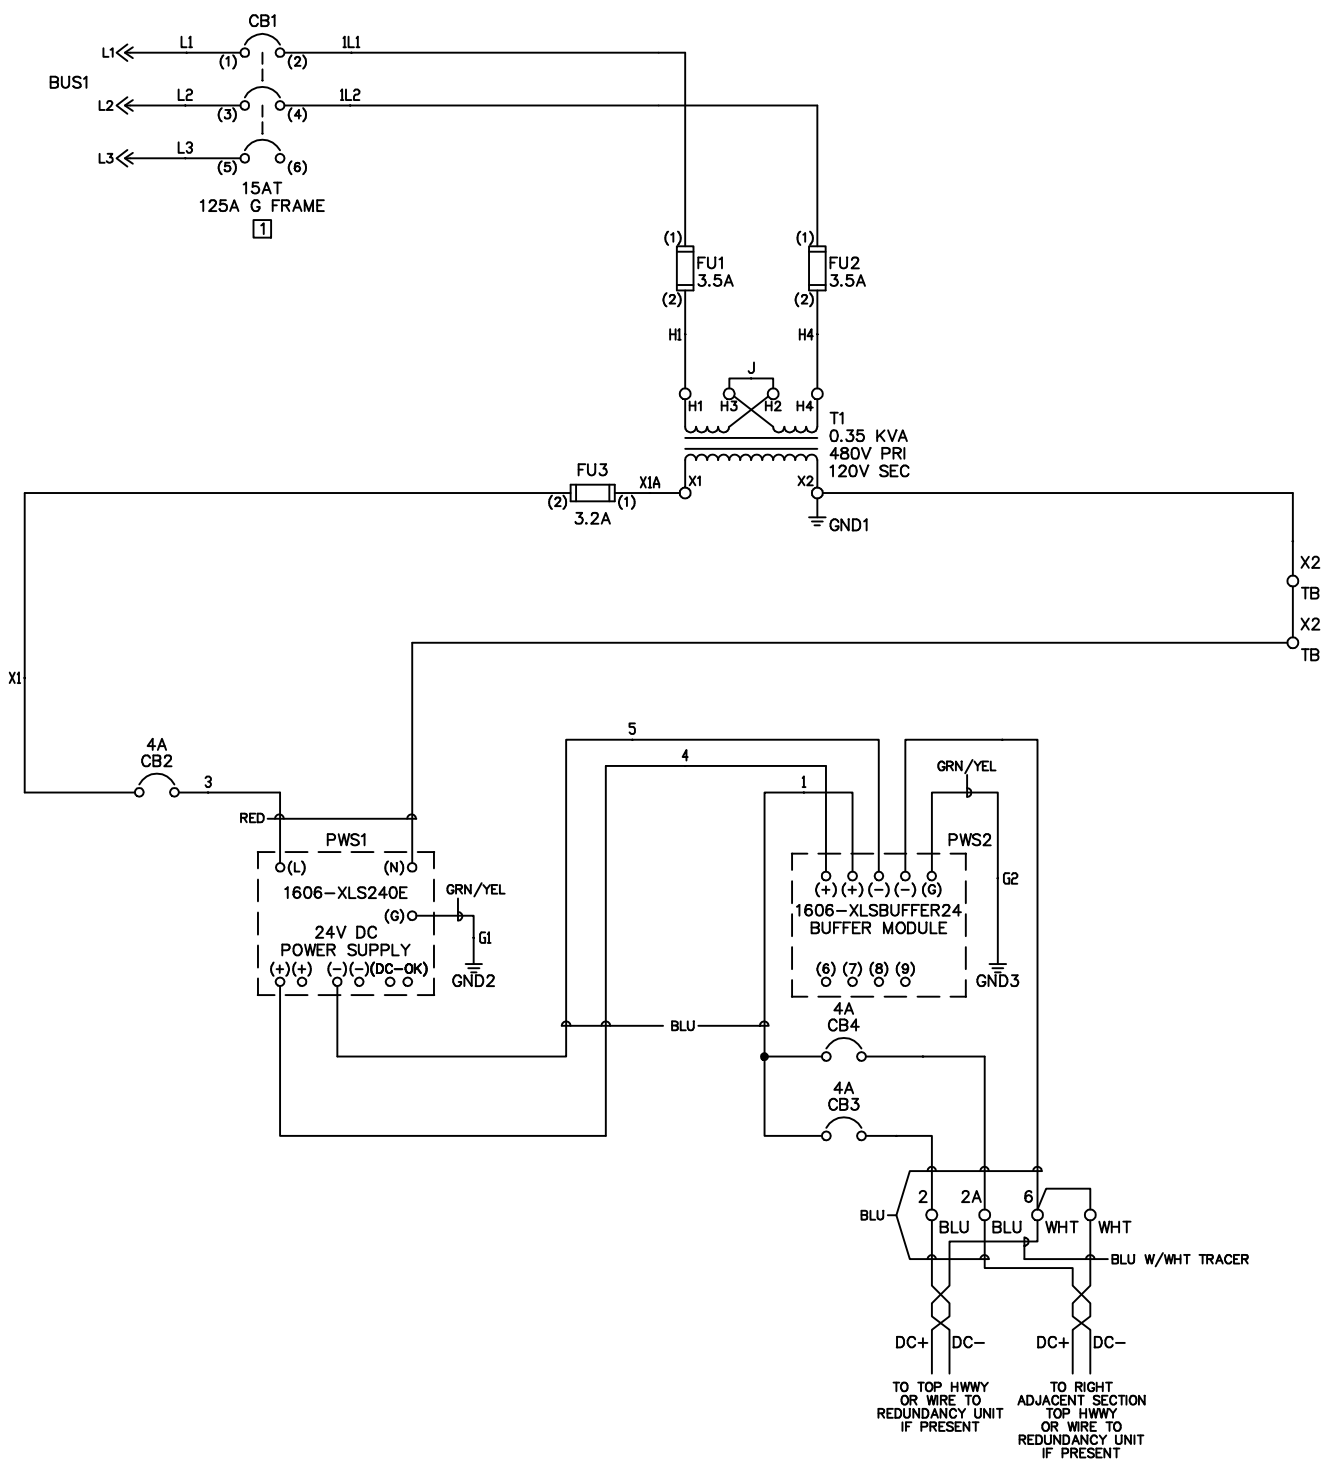 CB1
L1 L1 1L1
(1) (2)
BUS1
L2 L2 1L2
(3) (4)
L3 L3
(5) (6)
15AT
125A G FRAME
1
(1) (1)
FU1 FU2
3.5A 3.5A
(2) (2)
H1 H4
J
H1 H3 H2 H4
T1
0.35 KVA
480V PRI
120V SEC
FU3
X1A X1 X2
(2) (1)
3.2A
GND1
X2
TB
X2
TB
X1
4A
CB2
3
RED
PWS1
(L) (N)
1606-XLS240E
GRN/YEL
(G)
24V DC
POWER SUPPLY
G1
(+)(+) (-)(-)(DC-OK)
GND2
5
4
1
GRN/YEL
PWS2
G2
(+) (+) (-) (-) (G)
1606-XLSBUFFER24
BUFFER MODULE
(6) (7) (8) (9)
GND3
4A
CB4
BLU
4A
CB3
2 2A 6
BLU
BLU BLU WHT WHT
BLU W/WHT TRACER
DC+ DC- DC+ DC-
TO TOP HWWY
OR WIRE TO
REDUNDANCY UNIT
IF PRESENT
TO RIGHT
ADJACENT SECTION
TOP HWWY
OR WIRE TO
REDUNDANCY UNIT
IF PRESENT